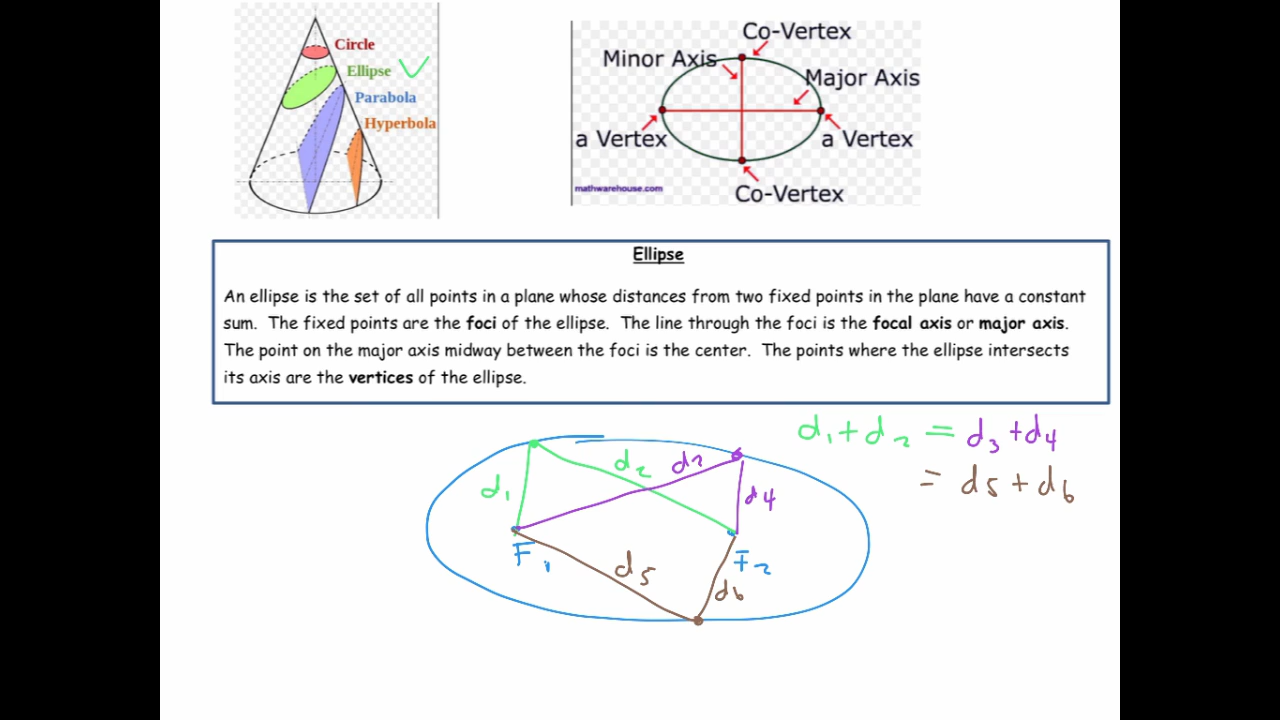 Circle
Ellipse
Parabola
Hyperbola
Co-Vertex
Minor Axis
Major Axis
a Vertex
a Vertex
mathwarehouse.com
Co-Vertex
Ellipse
An ellipse is the set of all points in a plane whose distances from two fixed points in the plane have a constant
sum. The fixed points are the foci of the ellipse. The line through the foci is the focal axis or major axis.
The point on the major axis midway between the foci is the center. The points where the ellipse intersects
its axis are the vertices of the ellipse.
d1 + d2 = d3 + d4
= d5 + d6
d2
d3
d1
d4
F1
F2
d5
d6